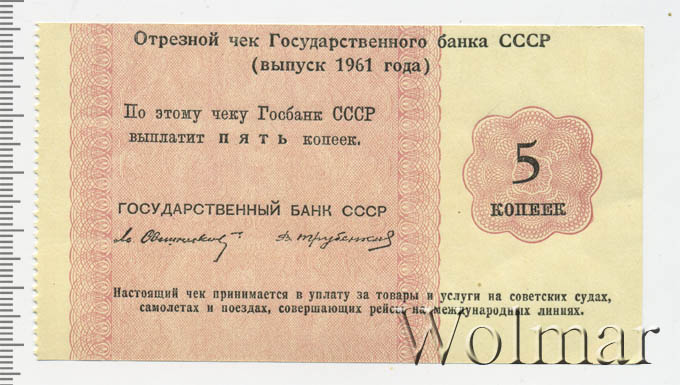 Отрезной чек Государственного банка СССР
(выпуск 1961 года)
По этому чеку Госбанк СССР
выплатит пять копеек.
5
КОПЕЕК
ГОСУДАРСТВЕННЫЙ БАНК СССР
Настоящий чек принимается в уплату за товары и услуги на советских судах,
самолетах и поездах, совершающих рейсы на международных линиях.
Wolmar